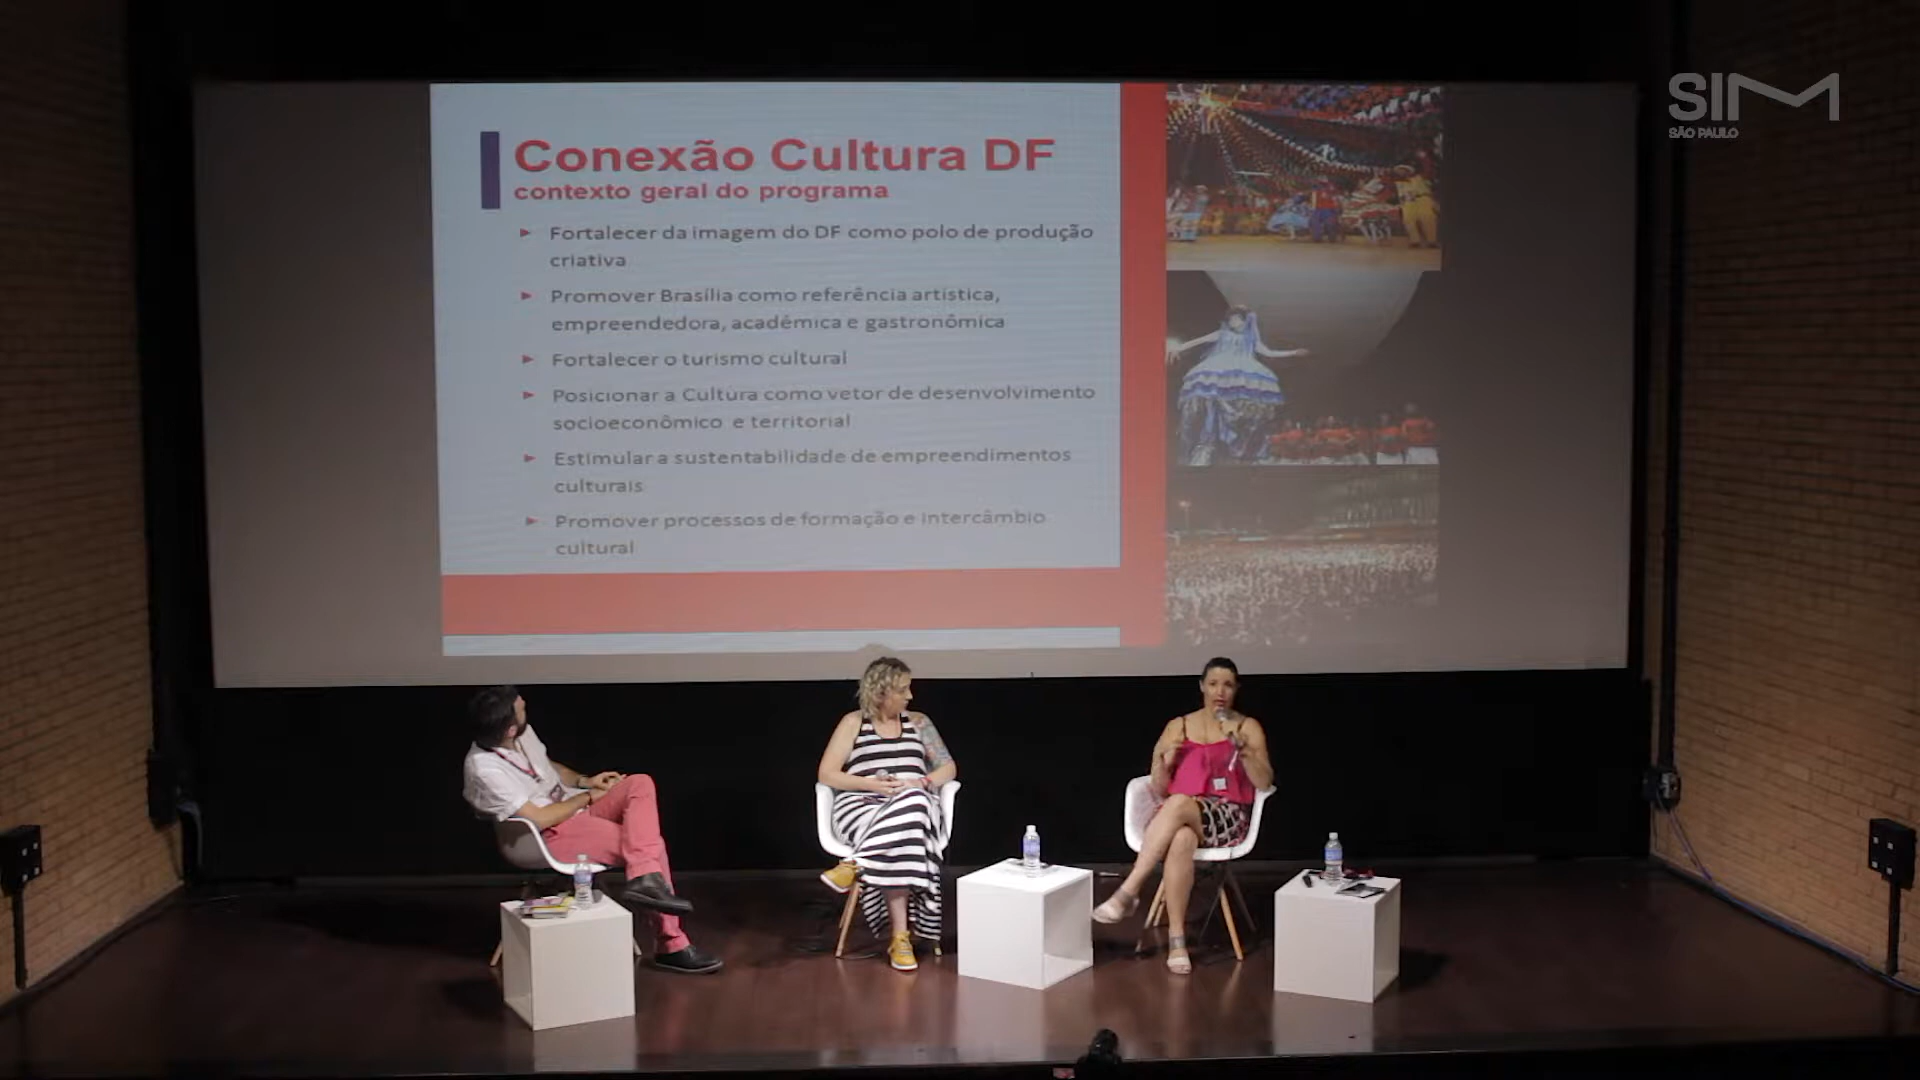 SIM
SÃO PAULO
Conexão Cultura DF
contexto geral do programa
Fortalecer da imagem do DF como polo de produção
criativa
Promover Brasília como referência artística,
empreendedora, acadêmica e gastronômica
Fortalecer o turismo cultural
Posicionar a Cultura como vetor de desenvolvimento
socioeconômico e territorial
Estimular a sustentabilidade de empreendimentos
culturais
Promover processos de formação e intercâmbio
cultural